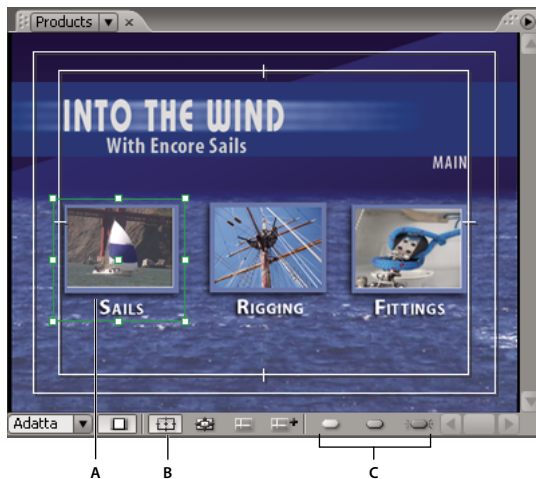 Products
INTO THE WIND
With Encore Sails
MAIN
SAILS
RIGGING
FITTINGS
Adatta
A
B
C